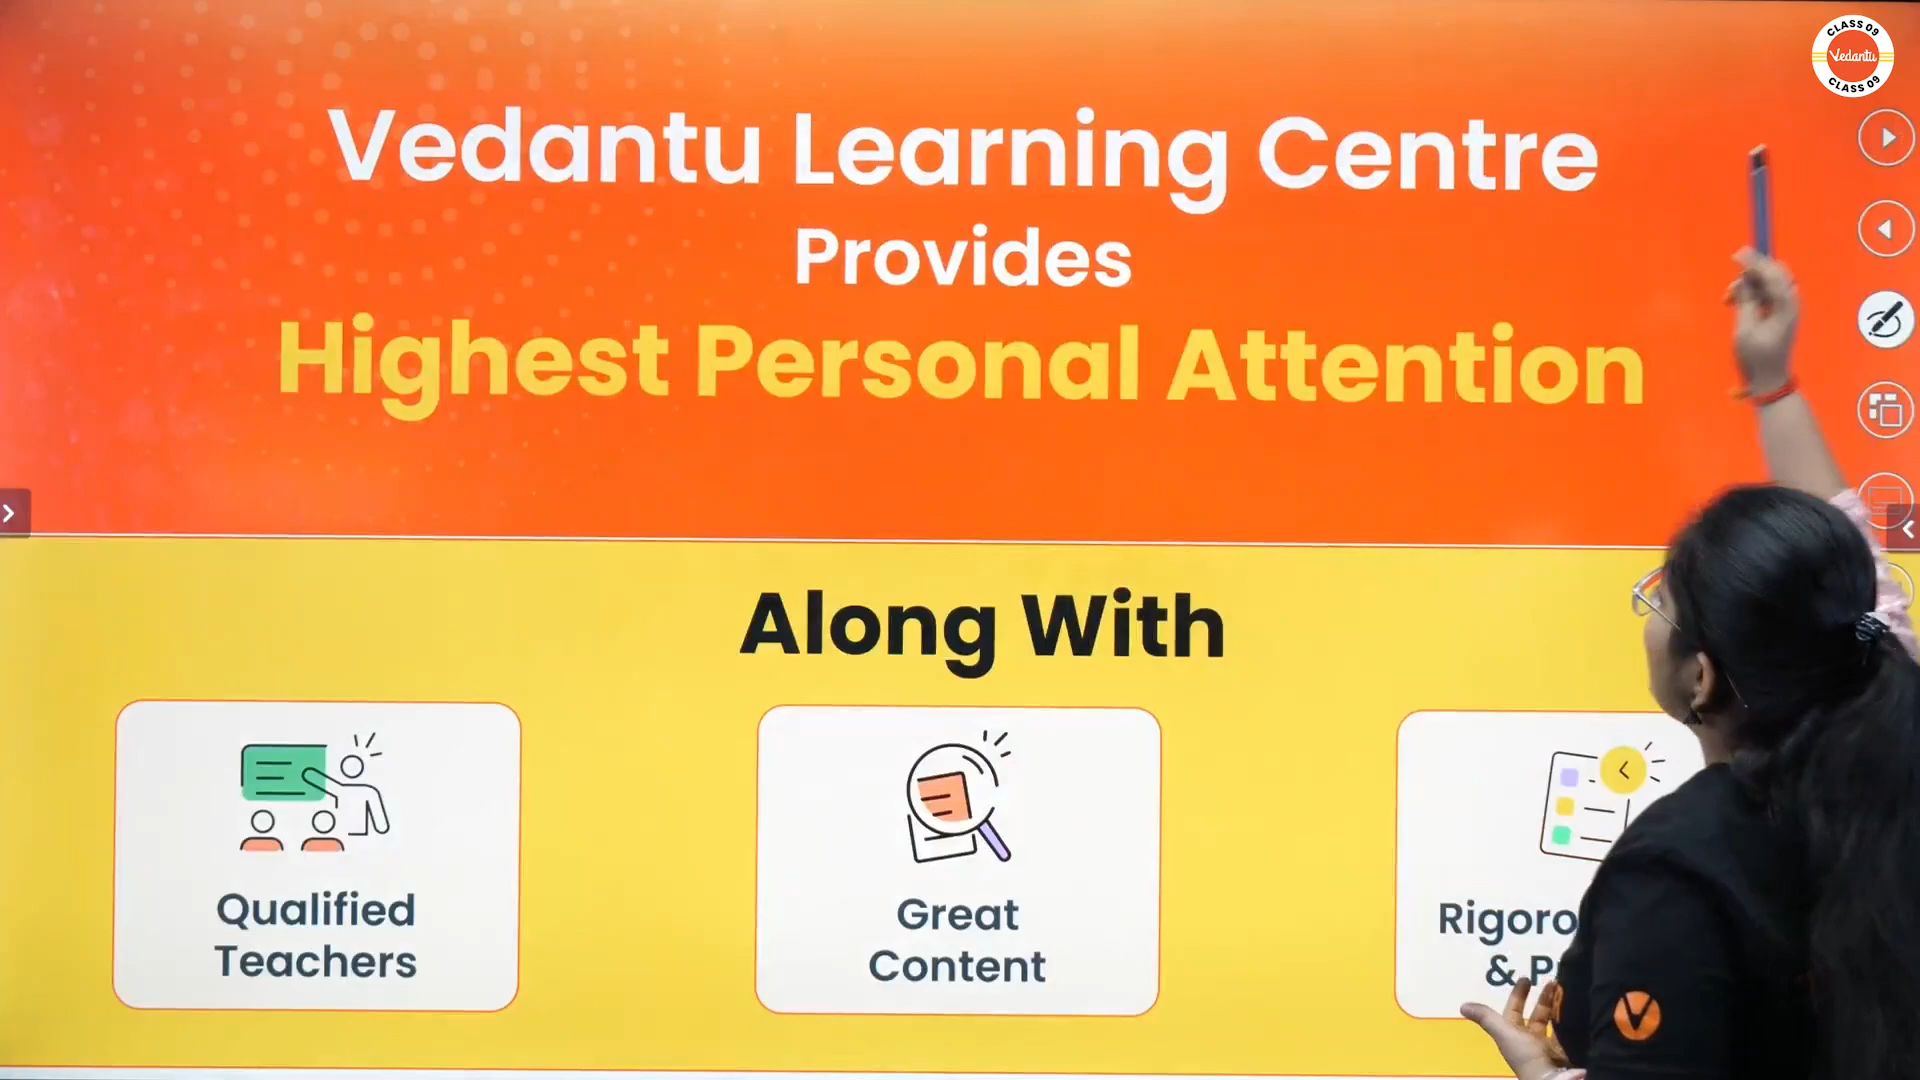 CLASS 09
Vedantu
CLASS 09
Vedantu Learning Centre
Provides
Highest Personal Attention
Along With
Qualified
Teachers
Great
Content
&